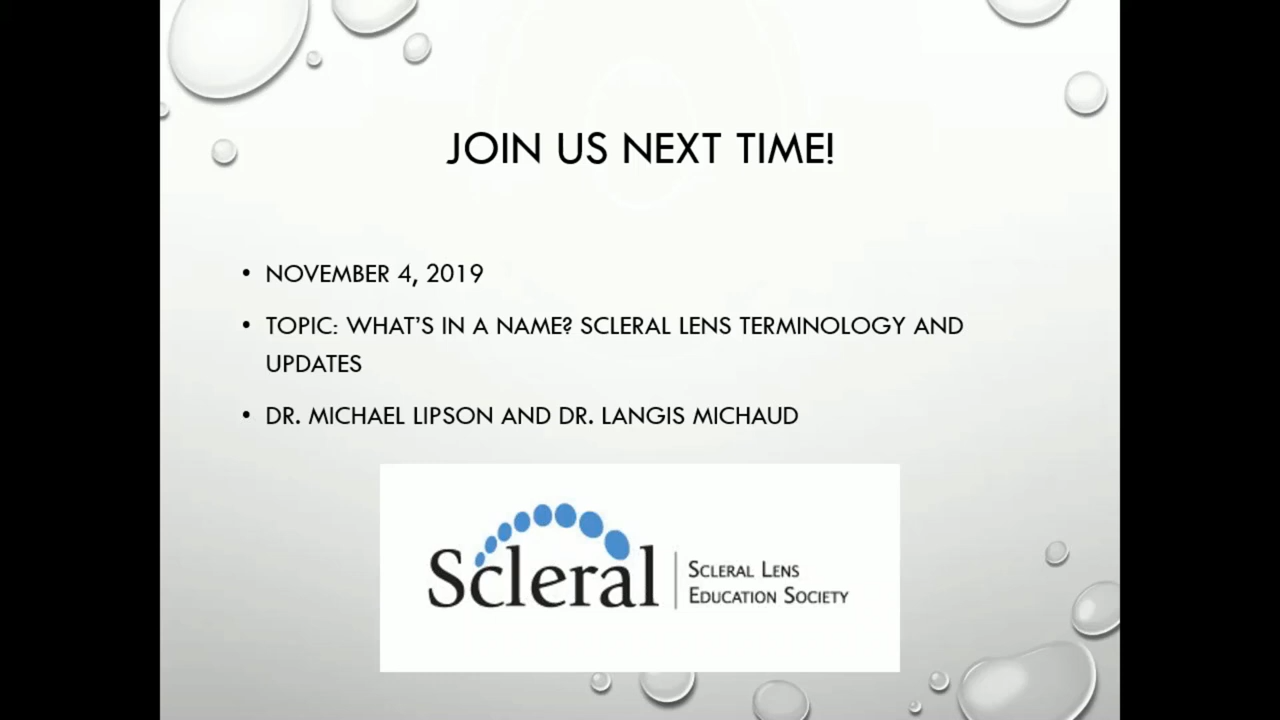 JOIN US NEXT TIME!
• NOVEMBER 4, 2019
• TOPIC: WHAT'S IN A NAME? SCLERAL LENS TERMINOLOGY AND
UPDATES
• DR. MICHAEL LIPSON AND DR. LANGIS MICHAUD
Scleral
SCLERAL LENS
EDUCATION SOCIETY